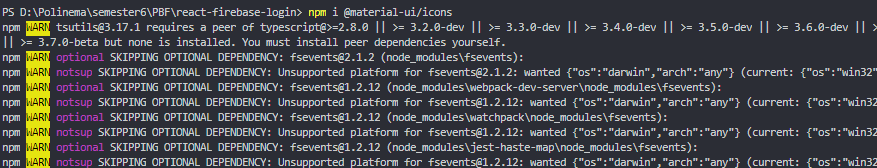 PS D:\Polinema\semester6\PBF\react-firebase-login> npm i @material-ui/icons
npm WARN tsutils@3.17.1 requires a peer of typescript@>=2.8.0 || >= 3.2.0-dev || >= 3.3.0-dev || >= 3.4.0-dev || >= 3.5.0-dev || >= 3.6.0-dev || >
|| >= 3.7.0-beta but none is installed. You must install peer dependencies yourself.
npm WARN optional SKIPPING OPTIONAL DEPENDENCY: fsevents@2.1.2 (node_modules\fsevents):
npm WARN notsup SKIPPING OPTIONAL DEPENDENCY: Unsupported platform for fsevents@2.1.2: wanted {"os":"darwin","arch":"any"} (current: {"os":"win32"
npm WARN optional SKIPPING OPTIONAL DEPENDENCY: fsevents@1.2.12 (node_modules\webpack-dev-server\node_modules\fsevents):
npm WARN notsup SKIPPING OPTIONAL DEPENDENCY: Unsupported platform for fsevents@1.2.12: wanted {"os":"darwin","arch":"any"} (current: {"os":"win32
npm WARN optional SKIPPING OPTIONAL DEPENDENCY: fsevents@1.2.12 (node_modules\watchpack\node_modules\fsevents):
npm WARN notsup SKIPPING OPTIONAL DEPENDENCY: Unsupported platform for fsevents@1.2.12: wanted {"os":"darwin","arch":"any"} (current: {"os":"win32
npm WARN optional SKIPPING OPTIONAL DEPENDENCY: fsevents@1.2.12 (node_modules\jest-haste-map\node_modules\fsevents):
npm WARN notsup SKIPPING OPTIONAL DEPENDENCY: Unsupported platform for fsevents@1.2.12: wanted {"os":"darwin","arch":"any"} (current: {"os":"win32